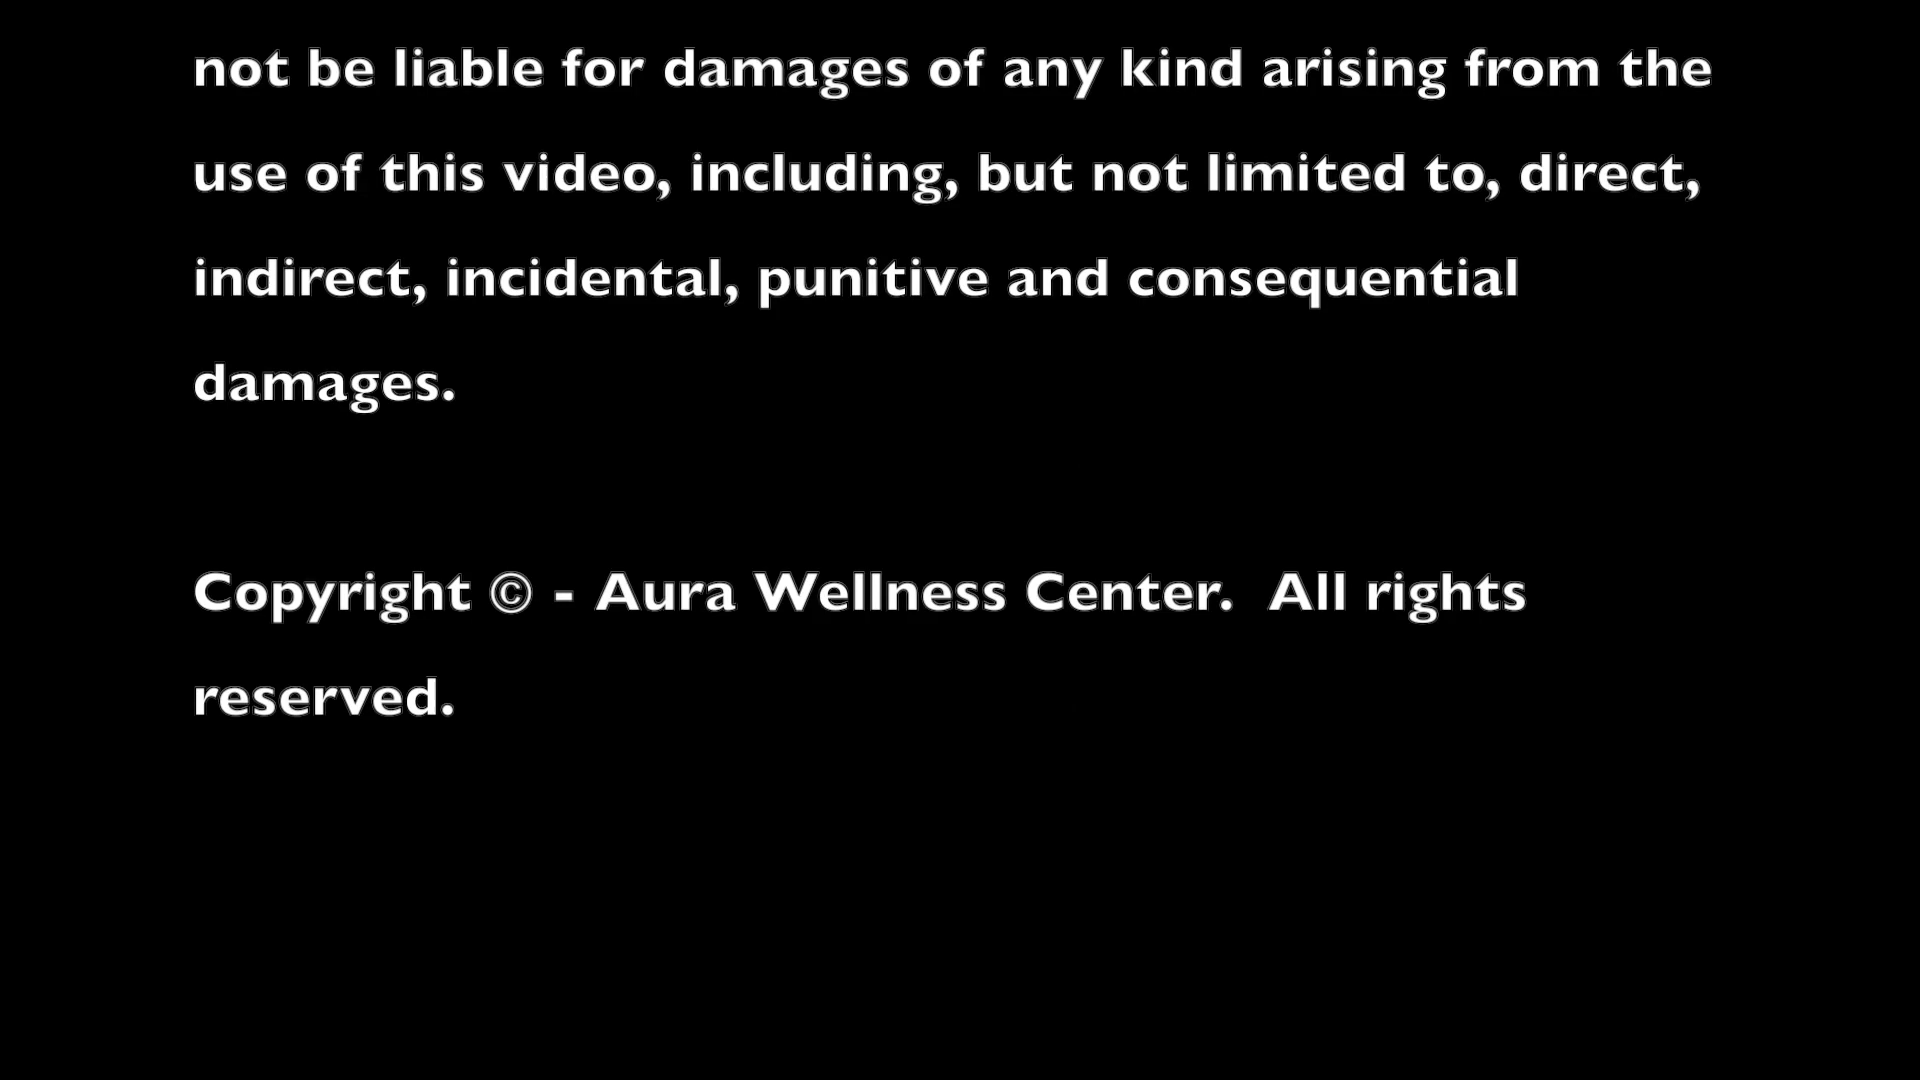 not be liable for damages of any kind arising from the
use of this video, including, but not limited to, direct,
indirect, incidental, punitive and consequential
damages.
Copyright © - Aura Wellness Center.  All rights
reserved.